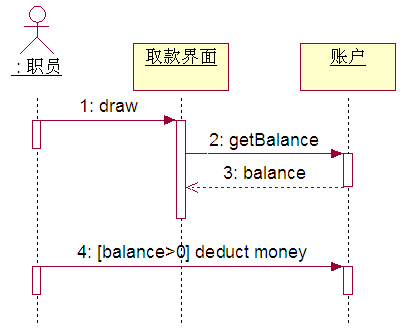 : 职员
取款界面
账户
1: draw
2: getBalance
3: balance
4: [balance>0] deduct money